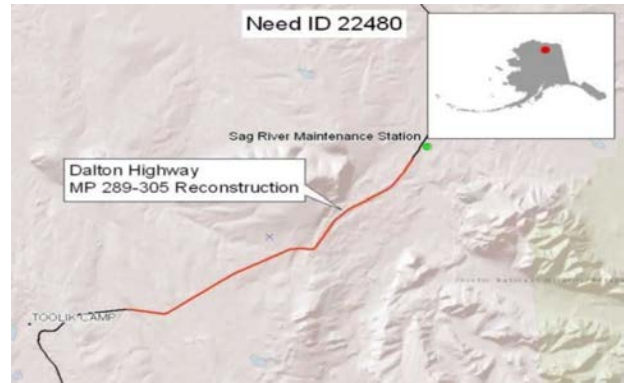 Need ID 22480
Sag River Maintenance Station
Dalton Highway
MP 289-305 Reconstruction
TOOLIK CAMP